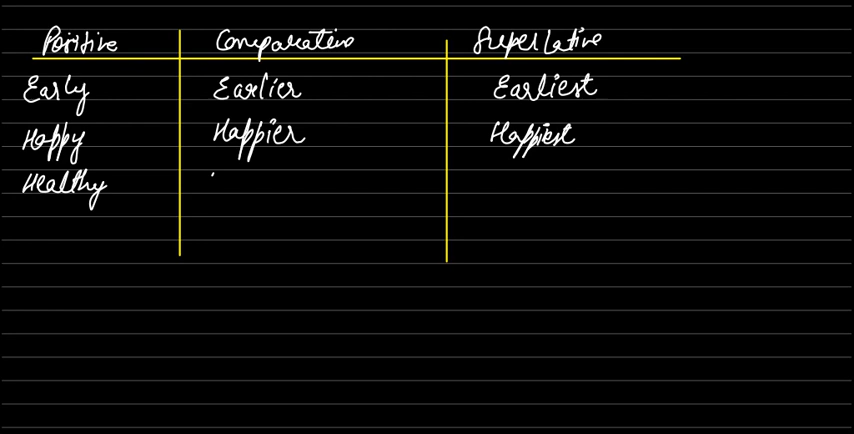 Positive Comparative Superlative
Early Earlier Earliest
Happy Happier Happiest
Healthy